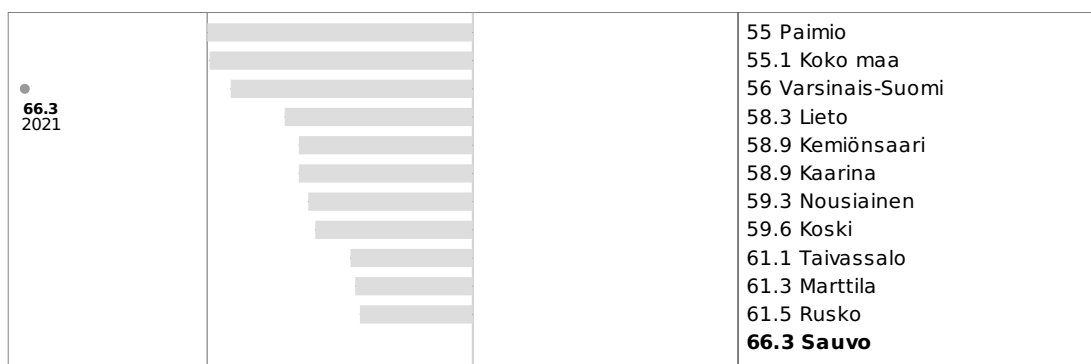 66.3
2021
55 Paimio
55.1 Koko maa
56 Varsinais-Suomi
58.3 Lieto
58.9 Kemiönsaari
58.9 Kaarina
59.3 Nousiainen
59.6 Koski
61.1 Taivassalo
61.3 Marttila
61.5 Rusko
66.3 Sauvo